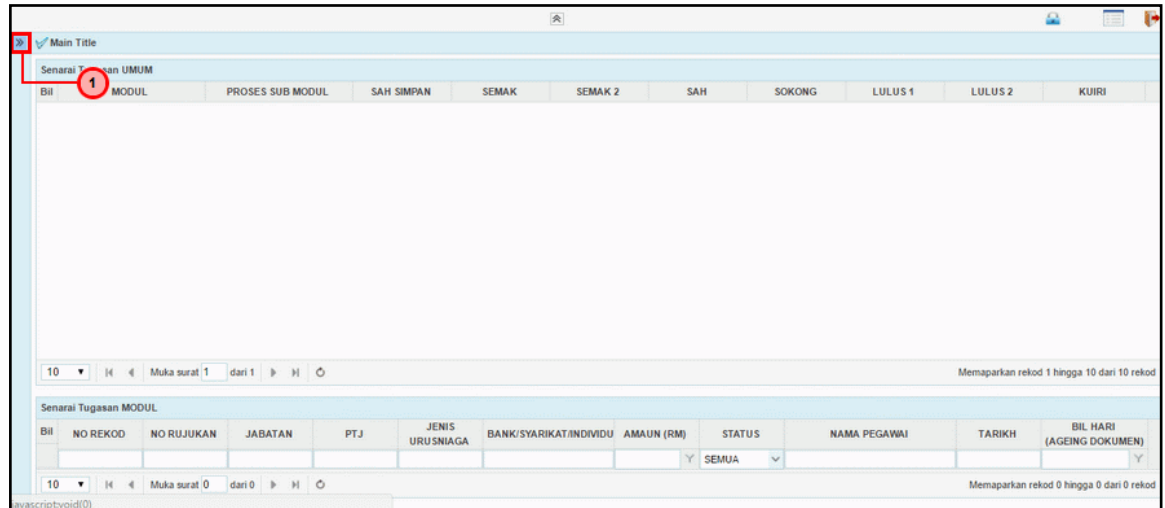 Main Title
Senarai Tugasan UMUM
1
Bil MODUL PROSES SUB MODUL SAH SIMPAN SEMAK SEMAK 2 SAH SOKONG LULUS 1 LULUS 2 KUIRI
10 Muka surat 1 dari 1 Memaparkan rekod 1 hingga 10 dari 10 rekod
Senarai Tugasan MODUL
Bil NO REKOD NO RUJUKAN JABATAN PTJ JENIS URUSNIAGA BANK/SYARIKAT/INDIVIDU AMAUN (RM) STATUS NAMA PEGAWAI TARIKH BIL HARI (AGEING DOKUMEN)
SEMUA
10 Muka surat 0 dari 0 Memaparkan rekod 0 hingga 0 dari 0 rekod
avascript:void(0)